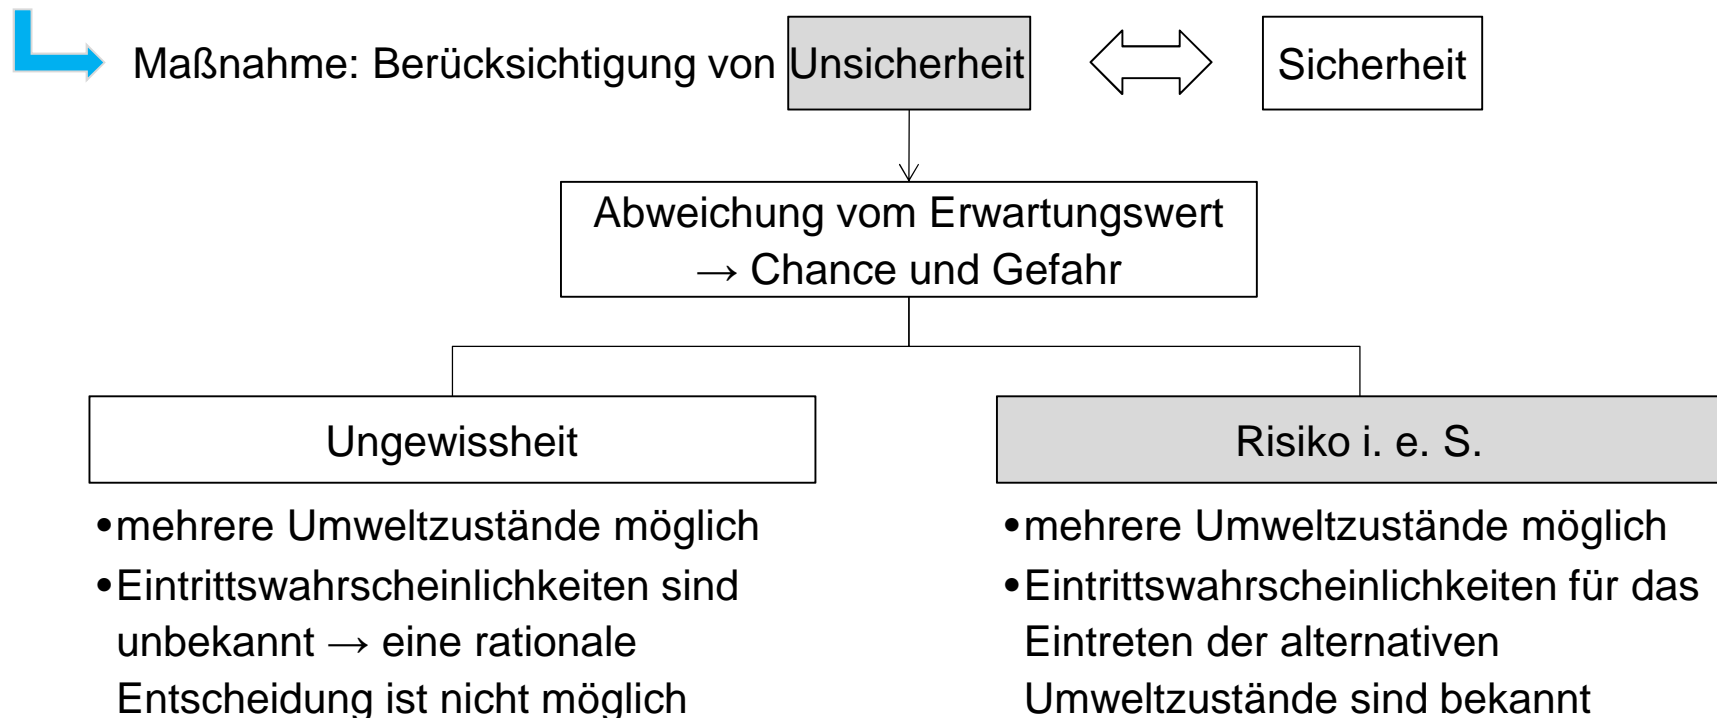 Maßnahme: Berücksichtigung von Unsicherheit
Sicherheit
Abweichung vom Erwartungswert
→ Chance und Gefahr
Ungewissheit
•mehrere Umweltzustände möglich
•Eintrittswahrscheinlichkeiten sind
unbekannt → eine rationale
Entscheidung ist nicht möglich
Risiko i. e. S.
•mehrere Umweltzustände möglich
•Eintrittswahrscheinlichkeiten für das
Eintreten der alternativen
Umweltzustände sind bekannt